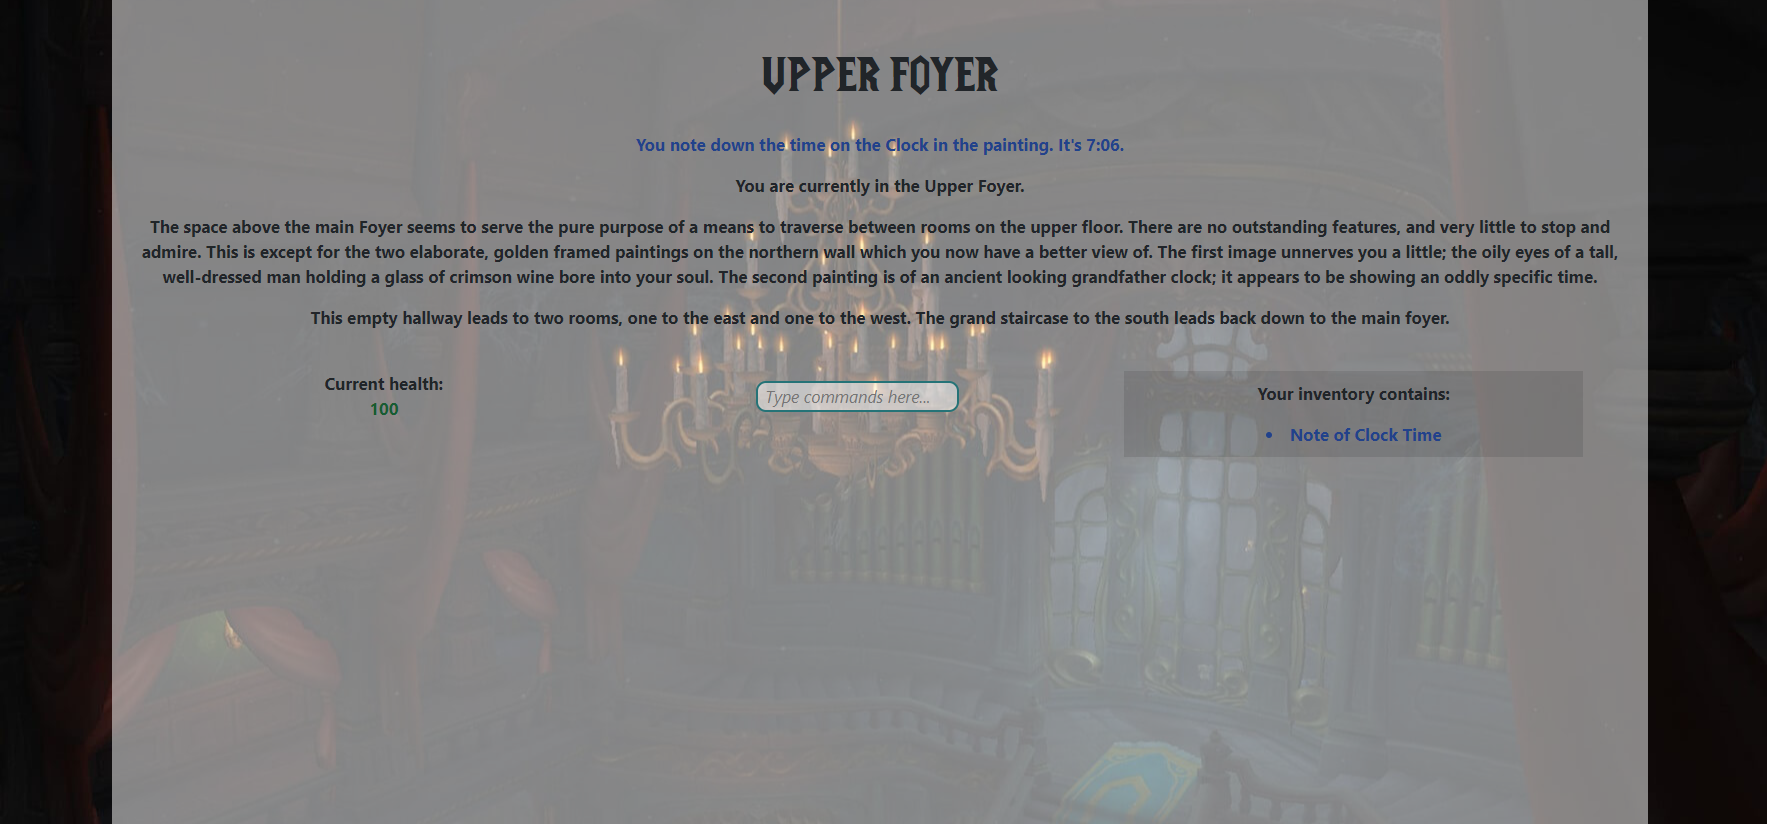 UPPER FOYER
You note down the time on the Clock in the painting. It's 7:06.
You are currently in the Upper Foyer.
The space above the main Foyer seems to serve the pure purpose of a means to traverse between rooms on the upper floor. There are no outstanding features, and very little to stop and
admire. This is except for the two elaborate, golden framed paintings on the northern wall which you now have a better view of. The first image unnerves you a little; the oily eyes of a tall,
well-dressed man holding a glass of crimson wine bore into your soul. The second painting is of an ancient looking grandfather clock; it appears to be showing an oddly specific time.
This empty hallway leads to two rooms, one to the east and one to the west. The grand staircase to the south leads back down to the main foyer.
Current health:
100
Type commands here...
Your inventory contains:
• Note of Clock Time